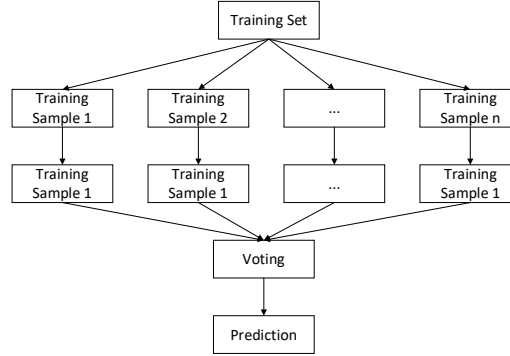 Training Set
Training
Sample 1
Training
Sample 2
...
Training
Sample n
Training
Sample 1
Training
Sample 1
...
Training
Sample 1
Voting
Prediction